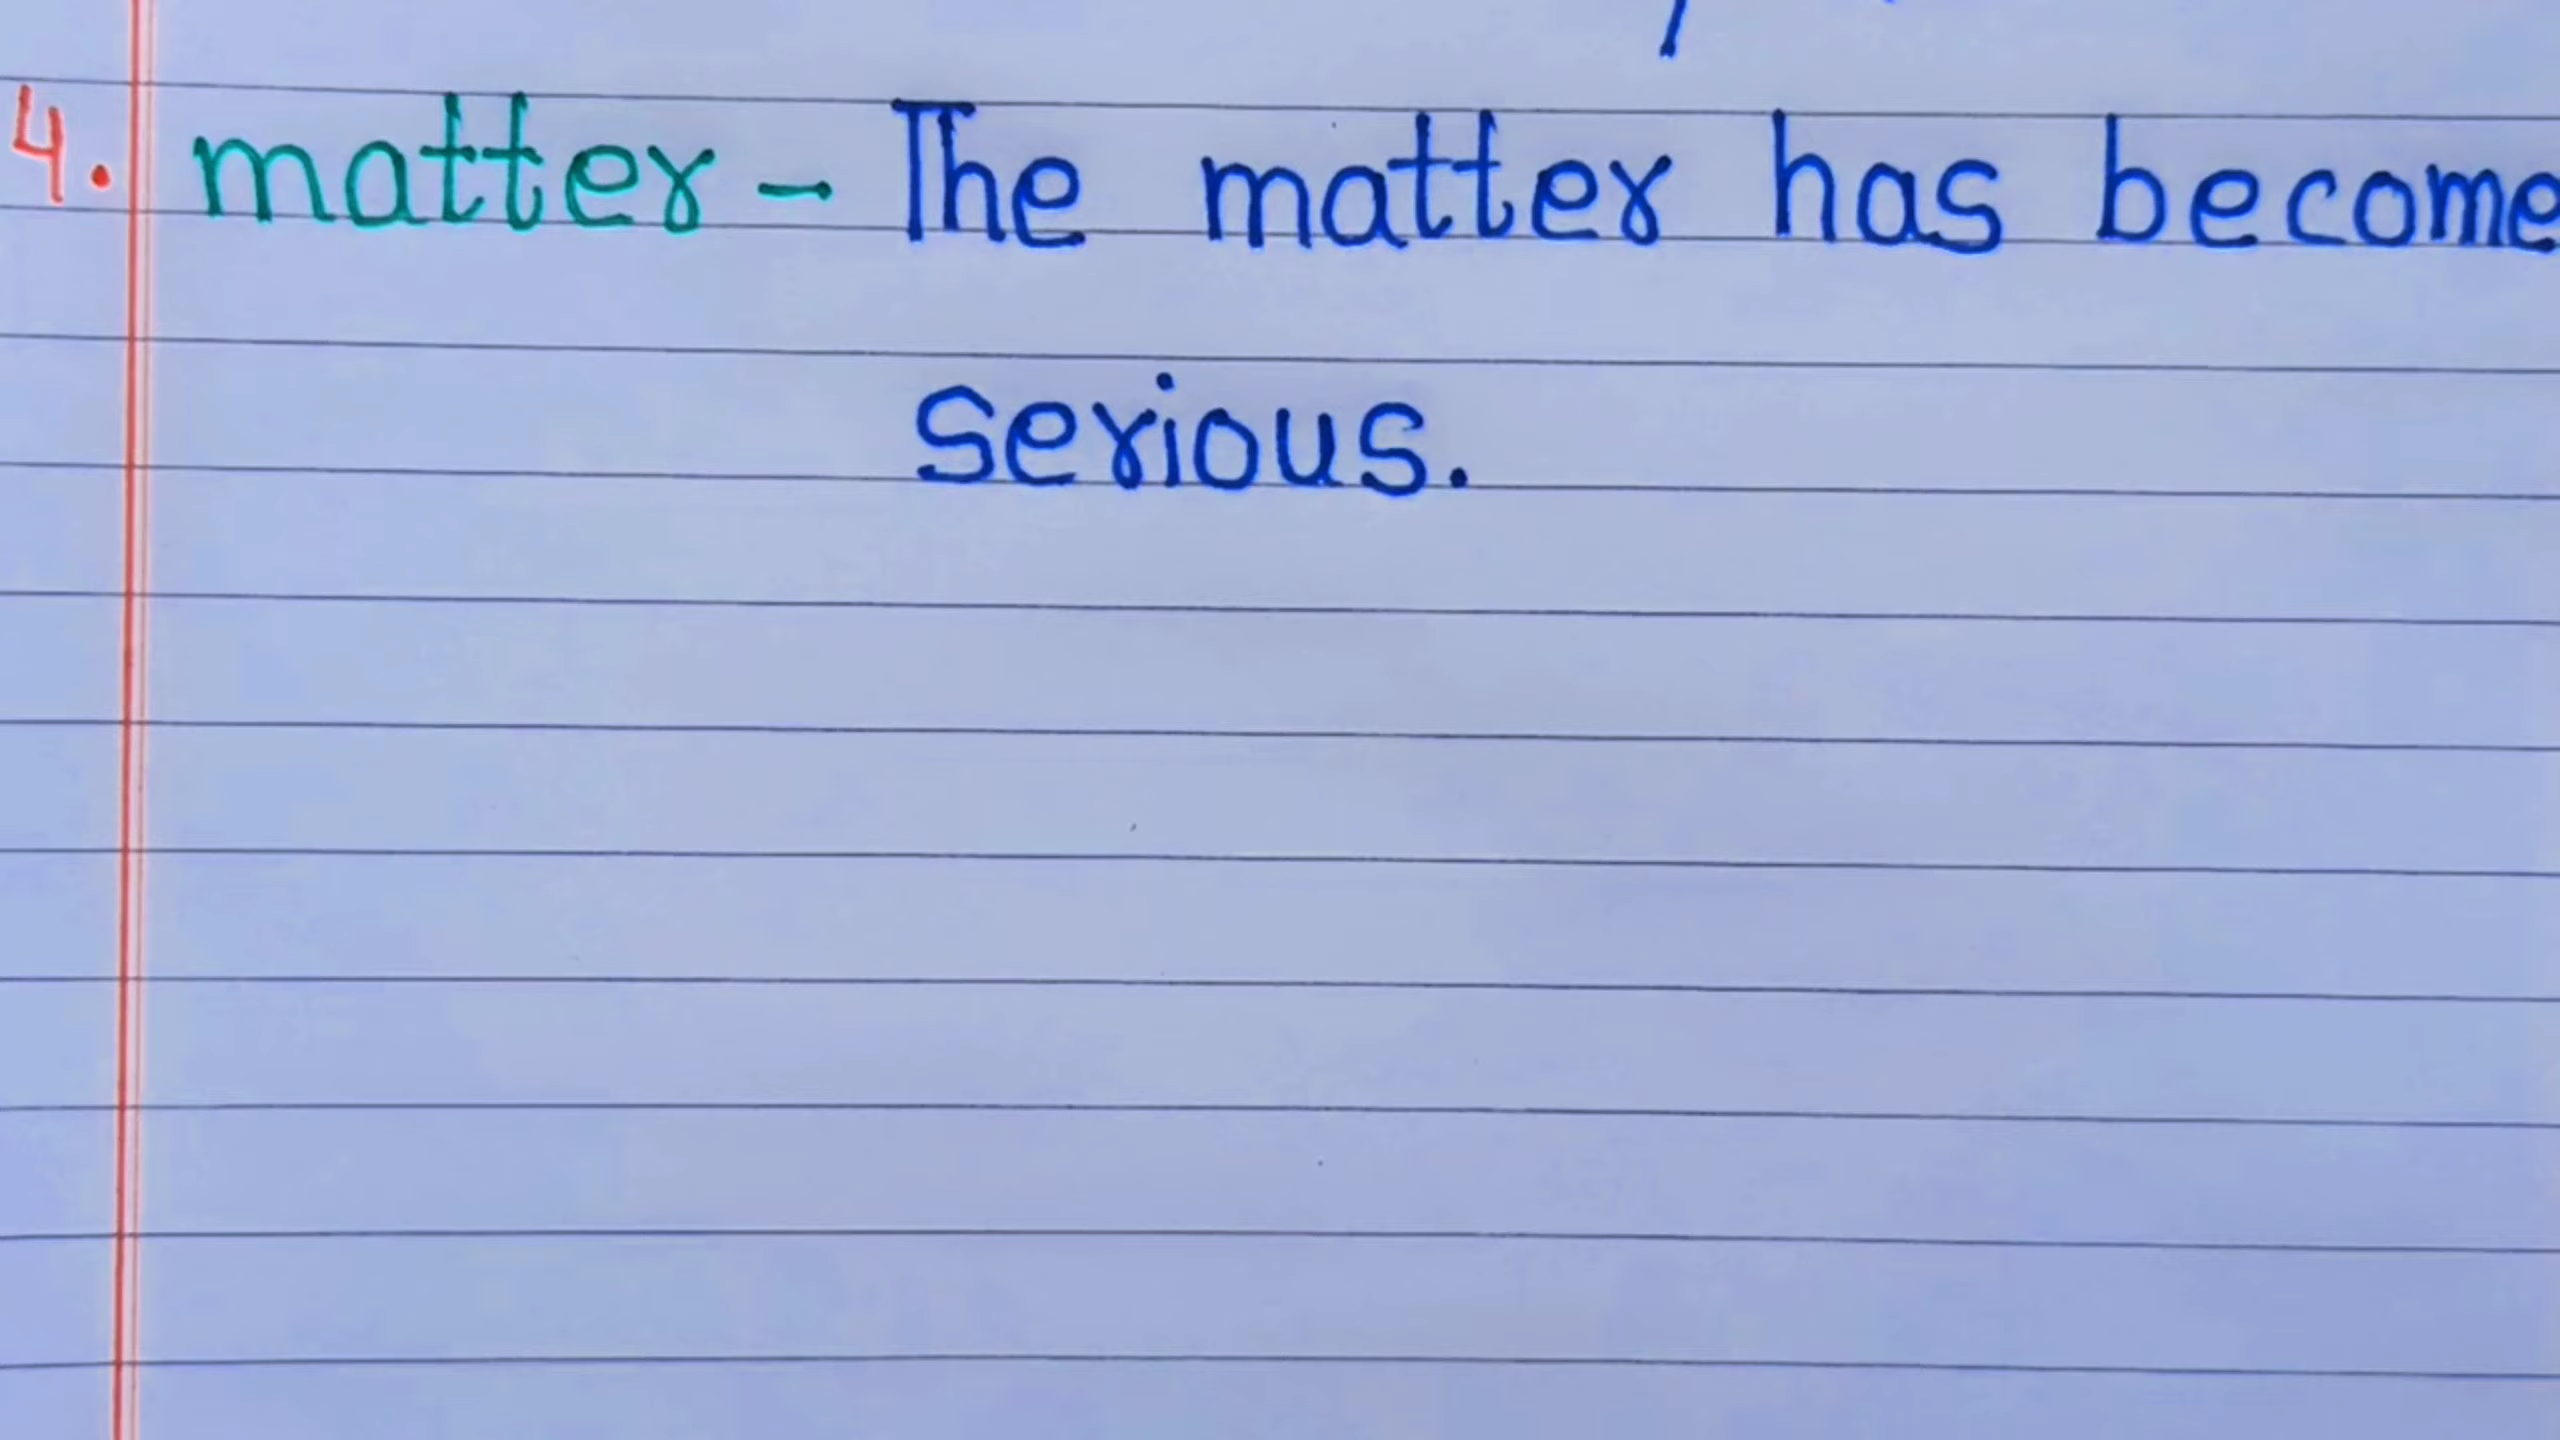 4. matter - The matter has become
serious.